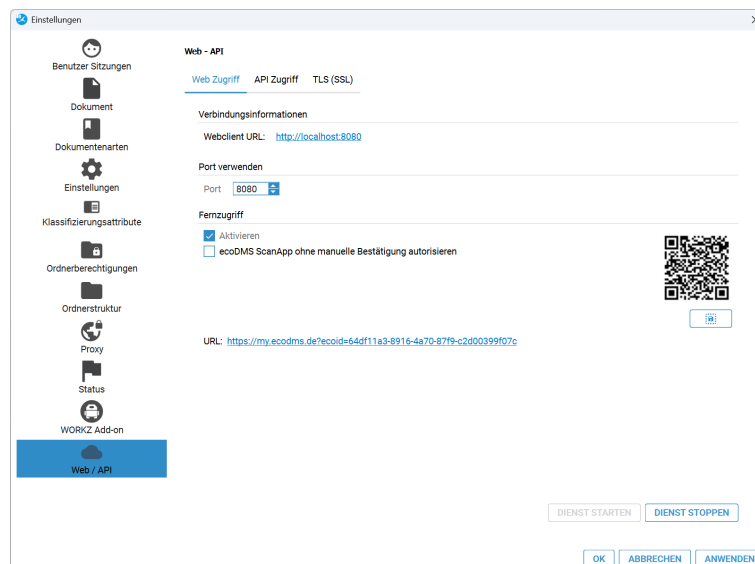 Einstellungen
Benutzer Sitzungen
Dokument
Dokumentenarten
Einstellungen
Klassifizierungsattribute
Ordnerberechtigungen
Ordnerstruktur
Proxy
Status
WORKZ Add-on
Web / API
Web - API
Web Zugriff API Zugriff TLS (SSL)
Verbindungsinformationen
Webclient URL: http://localhost:8080
Port verwenden
Port 8080
Fernzugriff
Aktivieren
ecoDMS ScanApp ohne manuelle Bestätigung autorisieren
URL: https://my.ecodms.de?ecoid=64df11a3-8916-4a70-87f9-c2d00399f07c
DIENST STARTEN DIENST STOPPEN
OK ABBRECHEN ANWENDEN